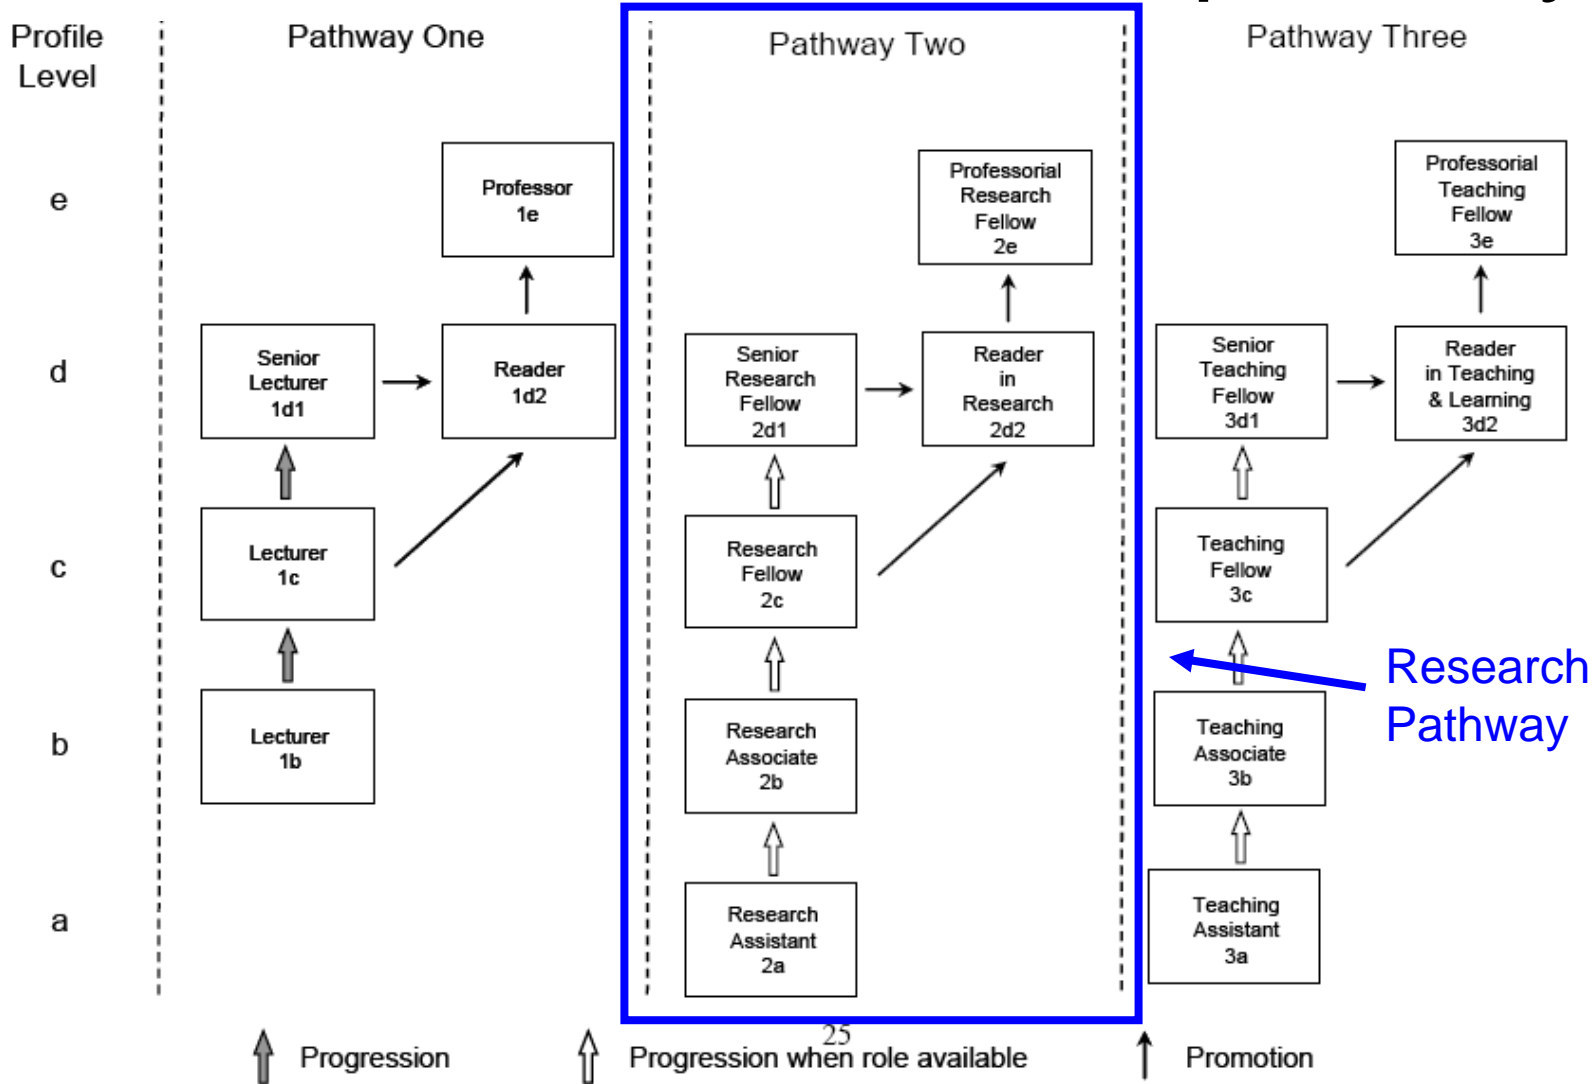 Profile
Level
Pathway One
Pathway Two
Pathway Three
e
Professor
1e
Professorial
Research
Fellow
2e
Professorial
Teaching
Fellow
3e
d
Senior
Lecturer
1d1
Reader
1d2
Senior
Research
Fellow
2d1
Reader
in
Research
2d2
Senior
Teaching
Fellow
3d1
Reader
in Teaching
& Learning
3d2
c
Lecturer
1c
Research
Fellow
2c
Teaching
Fellow
3c
Research
Pathway
b
Lecturer
1b
Research
Associate
2b
Teaching
Associate
3b
a
Research
Assistant
2a
Teaching
Assistant
3a
25
Progression
Progression when role available
Promotion